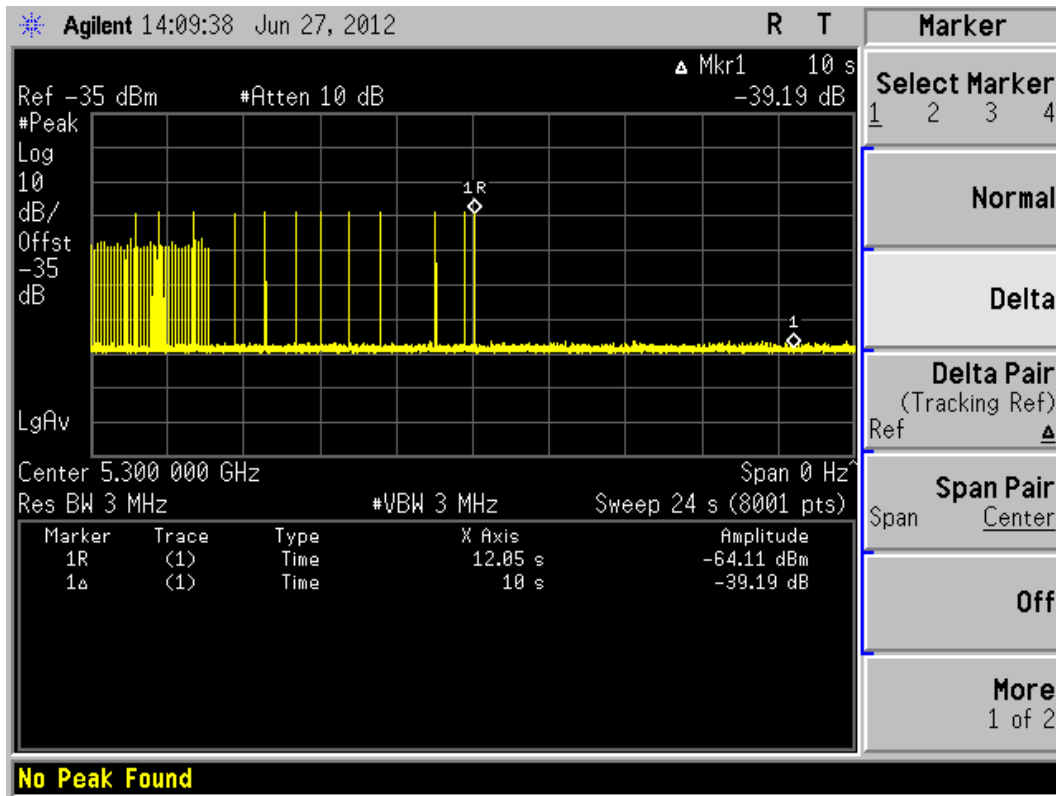 Agilent 14:09:38 Jun 27, 2012 R T
Δ Mkr1 10 s
Ref -35 dBm #Atten 10 dB -39.19 dB
#Peak
Log
10
dB/
Offst
-35
dB
1R
1
LgAv
Center 5.300 000 GHz Span 0 Hz^
Res BW 3 MHz #VBW 3 MHz Sweep 24 s (8001 pts)
Marker Trace Type X Axis Amplitude
1R (1) Time 12.05 s -64.11 dBm
1Δ (1) Time 10 s -39.19 dB
No Peak Found
Marker
Select Marker
1 2 3 4
Normal
Delta
Delta Pair
(Tracking Ref)
Ref Δ
Span Pair
Span Center
Off
More
1 of 2